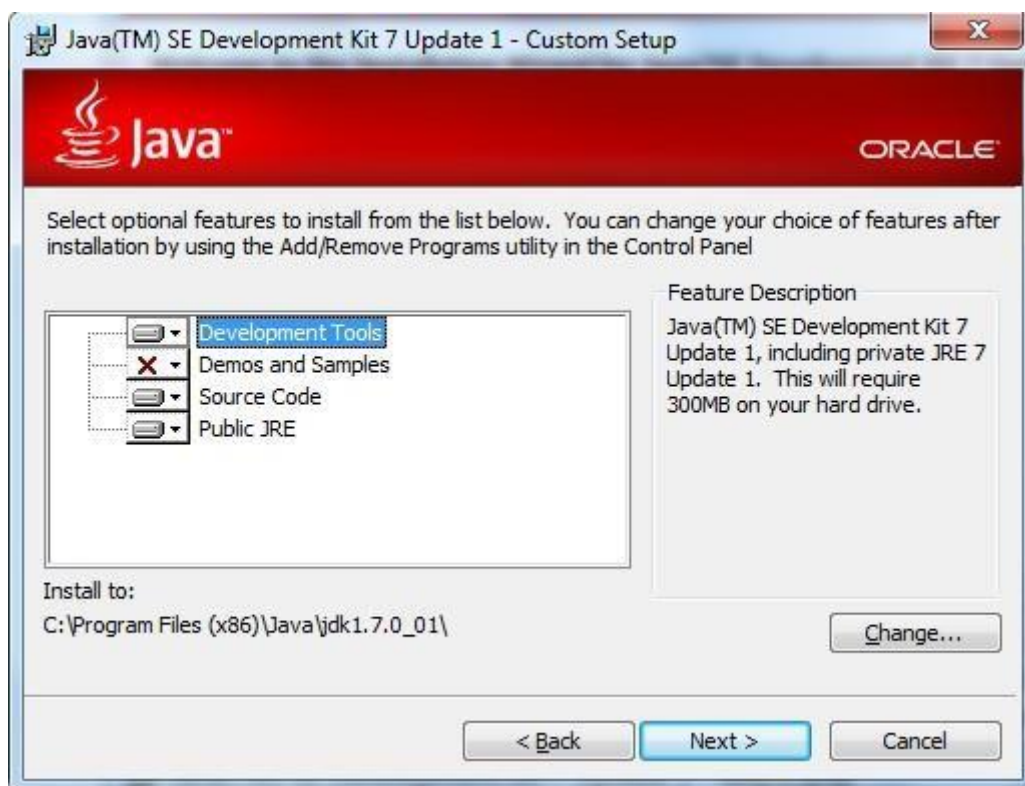 Java(TM) SE Development Kit 7 Update 1 - Custom Setup
Java™
ORACLE®
Select optional features to install from the list below.  You can change your choice of features after
installation by using the Add/Remove Programs utility in the Control Panel
Development Tools
Demos and Samples
Source Code
Public JRE
Feature Description
Java(TM) SE Development Kit 7
Update 1, including private JRE 7
Update 1.  This will require
300MB on your hard drive.
Install to:
C:\Program Files (x86)\Java\jdk1.7.0_01\
Change...
< Back
Next >
Cancel